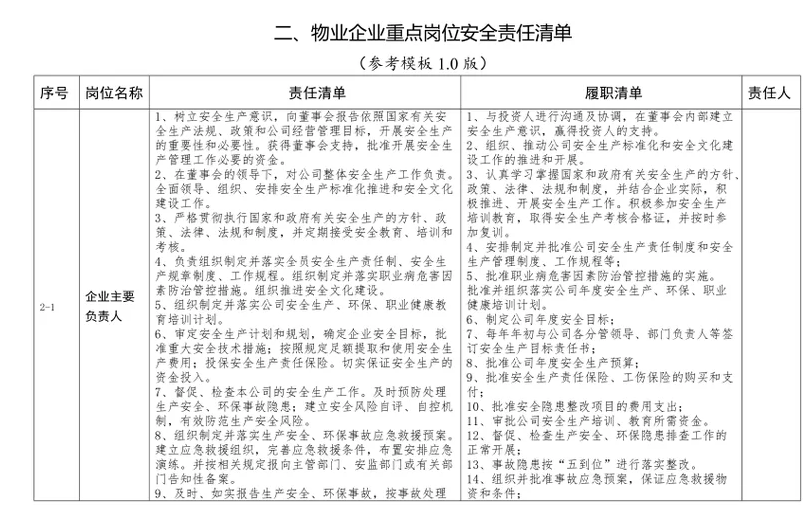 二、物业企业重点岗位安全责任清单
（参考模板 1.0 版）
序号 岗位名称 责任清单 履职清单 责任人
2-1
企业主要
负责人
1、树立安全生产意识，向董事会报告依照国家有关安
全生产法规、政策和公司经营管理目标，开展安全生产
的重要性和必要性。获得董事会支持，批准开展安全生
产管理工作必要的资金。
2、在董事会的领导下，对公司整体安全生产工作负责。
全面领导、组织、安排安全生产标准化推进和安全文化
建设工作。
3、严格贯彻执行国家和政府有关安全生产的方针、政
策、法律、法规和制度，并定期接受安全教育、培训和
考核。
4、负责组织制定并落实全员安全生产责任制、安全生
产规章制度、工作规程。组织制定并落实职业病危害因
素防治管控措施。组织推进安全文化建设。
5、组织制定并落实公司安全生产、环保、职业健康教
育培训计划。
6、审定安全生产计划和规划，确定企业安全目标，批
准重大安全技术措施；按照规定足额提取和使用安全生
产费用；投保安全生产责任保险。切实保证安全生产的
资金投入。
7、督促、检查本公司的安全生产工作。及时预防处理
生产安全、环保事故隐患；建立安全风险自评、自控机
制，有效防范生产安全风险。
8、组织制定并落实生产安全、环保事故应急救援预案。
建立应急救援组织，完善应急救援条件，布置安排应急
演练。并按相关规定报向主管部门、安监部门或有关部
门告知性备案。
9、及时、如实报告生产安全、环保事故，按事故处理
1、与投资人进行沟通及协调，在董事会内部建立
安全生产意识，赢得投资人的支持。
2、组织、推动公司安全生产标准化和安全文化建
设工作的推进和开展。
3、认真学习掌握国家和政府有关安全生产的方针、
政策、法律、法规和制度，并结合企业实际，积
极推进、开展安全生产工作。积极参加安全生产
培训教育，取得安全生产考核合格证，并按时参
加复训。
4、安排制定并批准公司安全生产责任制度和安全
生产管理制度、工作规程等；
5、批准职业病危害因素防治管控措施的实施。
批准并组织落实公司年度安全生产、环保、职业
健康培训计划。
6、制定公司年度安全目标；
7、每年年初与公司各分管领导、部门负责人等签
订安全生产目标责任书；
8、批准公司年度安全生产预算；
9、批准安全生产责任保险、工伤保险的购买和支
付；
10、批准安全隐患整改项目的费用支出；
11、审批公司安全生产培训、教育所需资金。
12、督促、检查生产安全、环保隐患排查工作的
正常开展；
13、事故隐患按“五到位”进行落实整改。
14、组织并批准事故应急预案，保证应急救援物
资和条件；